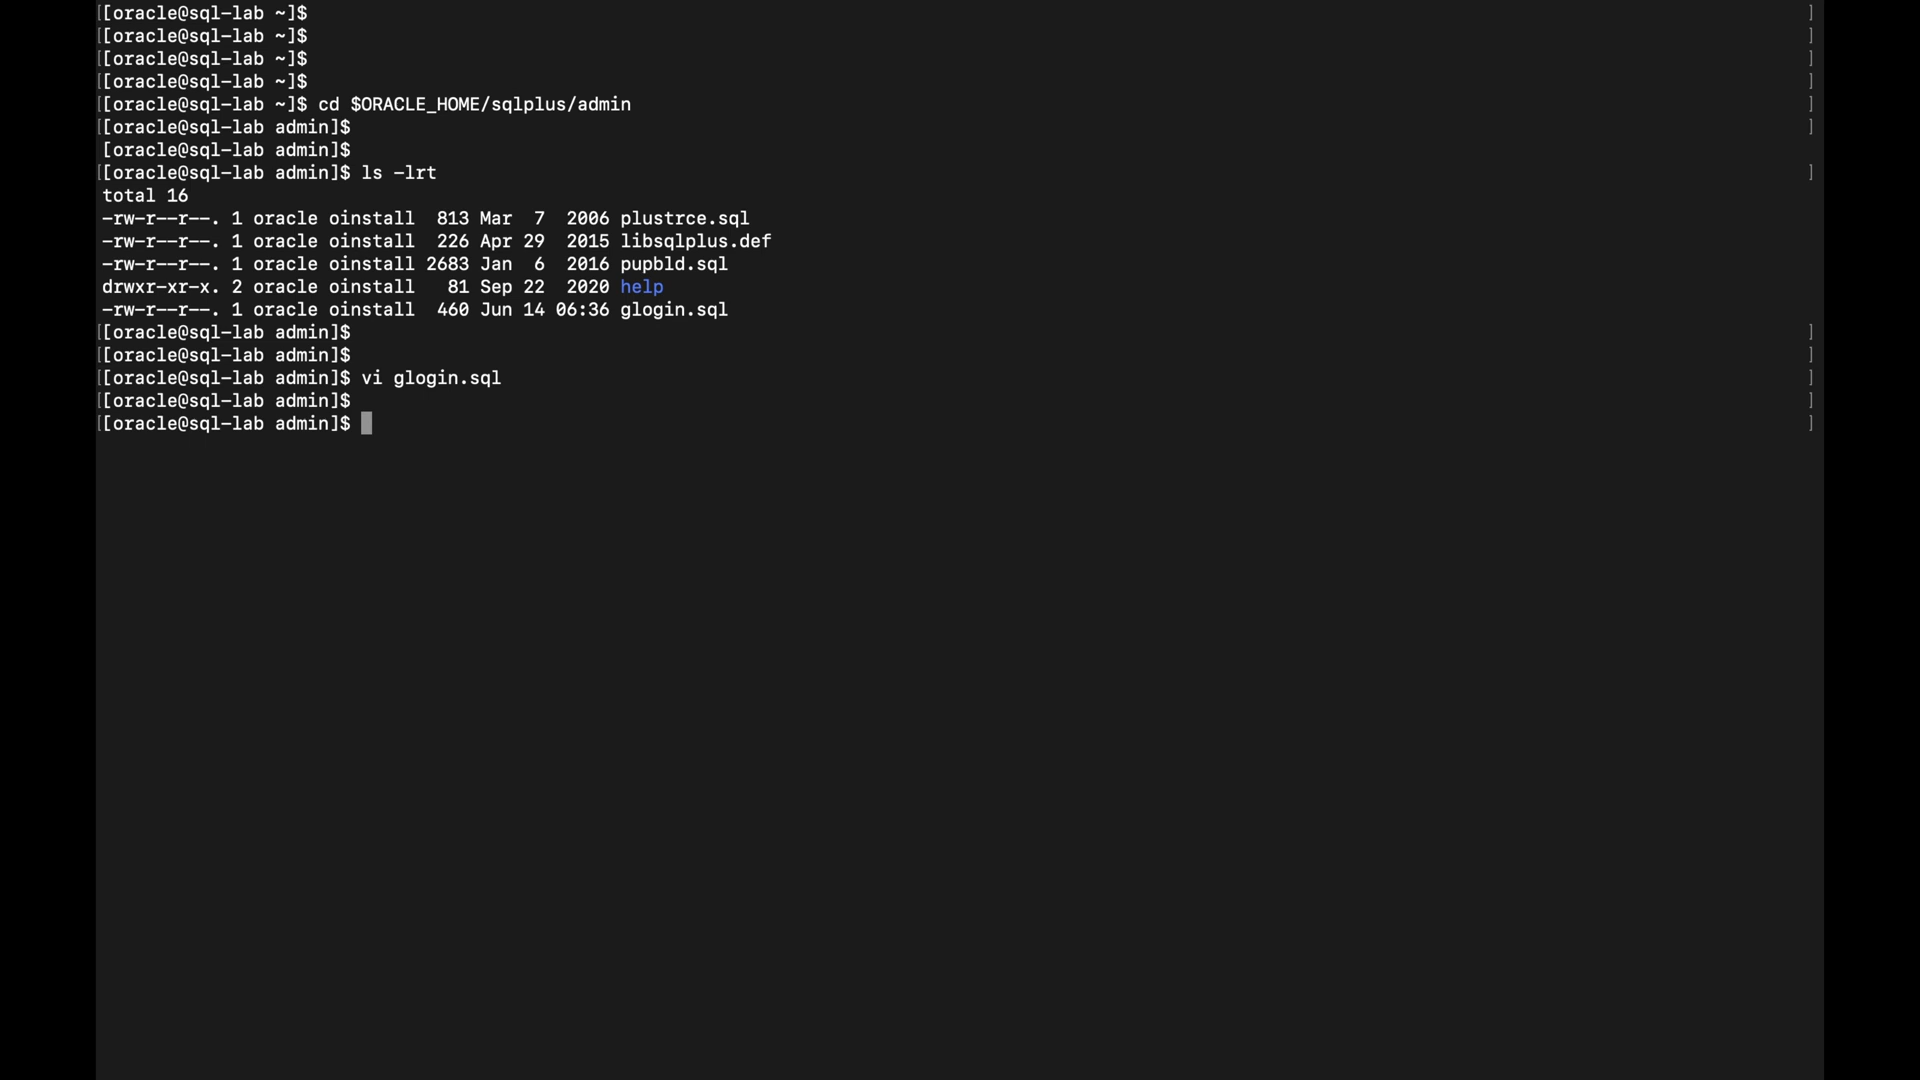 [[oracle@sql-lab ~]$ ]
[[oracle@sql-lab ~]$ ]
[[oracle@sql-lab ~]$ ]
[[oracle@sql-lab ~]$ ]
[[oracle@sql-lab ~]$ cd $ORACLE_HOME/sqlplus/admin ]
[[oracle@sql-lab admin]$ ]
[oracle@sql-lab admin]$
[[oracle@sql-lab admin]$ ls -lrt ]
total 16
-rw-r--r--. 1 oracle oinstall  813 Mar  7  2006 plustrce.sql
-rw-r--r--. 1 oracle oinstall  226 Apr 29  2015 libsqlplus.def
-rw-r--r--. 1 oracle oinstall 2683 Jan  6  2016 pupbld.sql
drwxr-xr-x. 2 oracle oinstall   81 Sep 22  2020 help
-rw-r--r--. 1 oracle oinstall  460 Jun 14 06:36 glogin.sql
[[oracle@sql-lab admin]$ ]
[[oracle@sql-lab admin]$ ]
[[oracle@sql-lab admin]$ vi glogin.sql ]
[[oracle@sql-lab admin]$ ]
[[oracle@sql-lab admin]$ ]